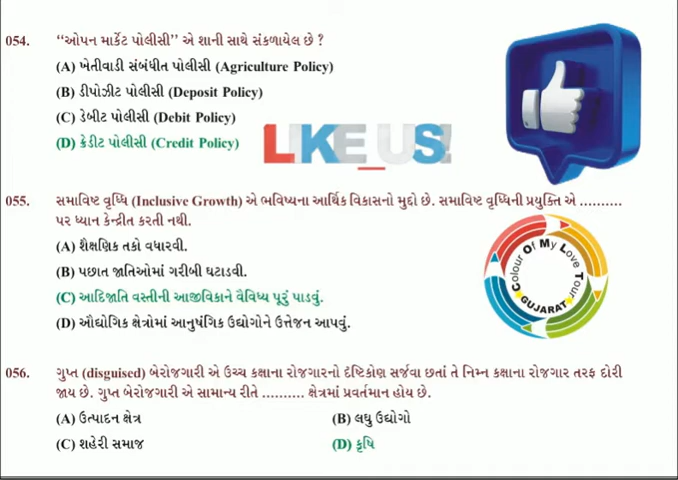 054. “ઓપન માર્કેટ પોલીસી” એ શાની સાથે સંકળાયેલ છે ?
(A) ખેતીવાડી સંબંધીત પોલીસી (Agriculture Policy)
(B) ડીપોઝીટ પોલીસી (Deposit Policy)
(C) ડેબીટ પોલીસી (Debit Policy)
(D) ક્રેડીટ પોલીસી (Credit Policy)
LIKE US!
055. સમાવિષ્ટ વૃધ્ધિ (Inclusive Growth) એ ભવિષ્યના આર્થિક વિકાસનો મુદ્દો છે. સમાવિષ્ટ વૃધ્ધિની પ્રયુક્તિ એ ..........
પર ધ્યાન કેન્દ્રીત કરતી નથી.
(A) શૈક્ષણિક તકો વધારવી.
(B) પછાત જાતિઓમાં ગરીબી ઘટાડવી.
(C) આદિજાતિ વસ્તીની આજીવિકાને વૈવિધ્ય પૂરું પાડવું.
(D) ઔદ્યોગિક ક્ષેત્રોમાં આનુષંગિક ઉદ્યોગોને ઉત્તેજન આપવું.
Colour Of My Love Tour
GUJARAT
056. ગુપ્ત (disguised) બેરોજગારી એ ઉચ્ચ કક્ષાના રોજગારનો દૃષ્ટિકોણ સર્જવા છતાં તે નિમ્ન કક્ષાના રોજગાર તરફ દોરી
જાય છે. ગુપ્ત બેરોજગારી એ સામાન્ય રીતે .......... ક્ષેત્રમાં પ્રવર્તમાન હોય છે.
(A) ઉત્પાદન ક્ષેત્ર (B) લઘુ ઉદ્યોગો
(C) શહેરી સમાજ (D) કૃષિ